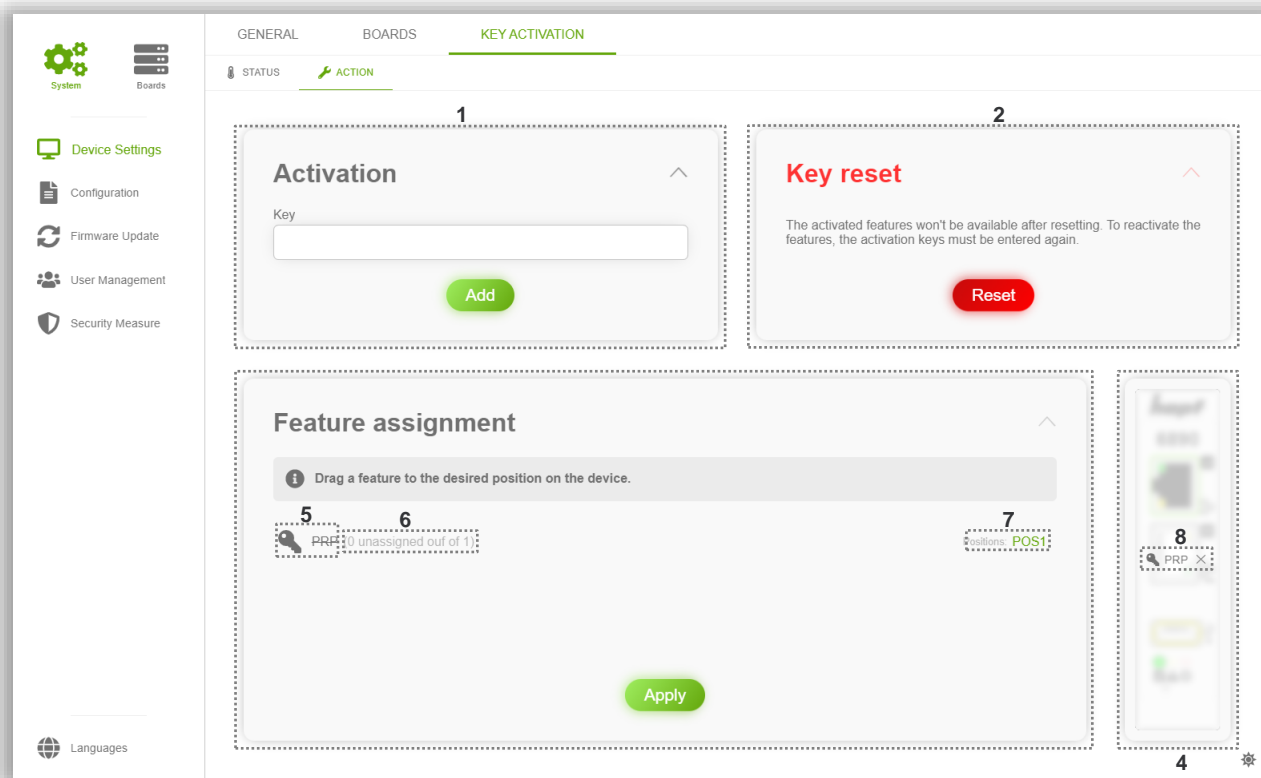 GENERAL BOARDS KEY ACTIVATION
System Boards
STATUS ACTION
1 2
Device Settings
Configuration
Firmware Update
User Management
Security Measure
Activation
Key
Add
Key reset
The activated features won't be available after resetting. To reactivate the
features, the activation keys must be entered again.
Reset
Feature assignment
Drag a feature to the desired position on the device.
5 6 7
PRP (0 unassigned out of 1) Positions: POS1
8
PRP
Apply
Languages
4